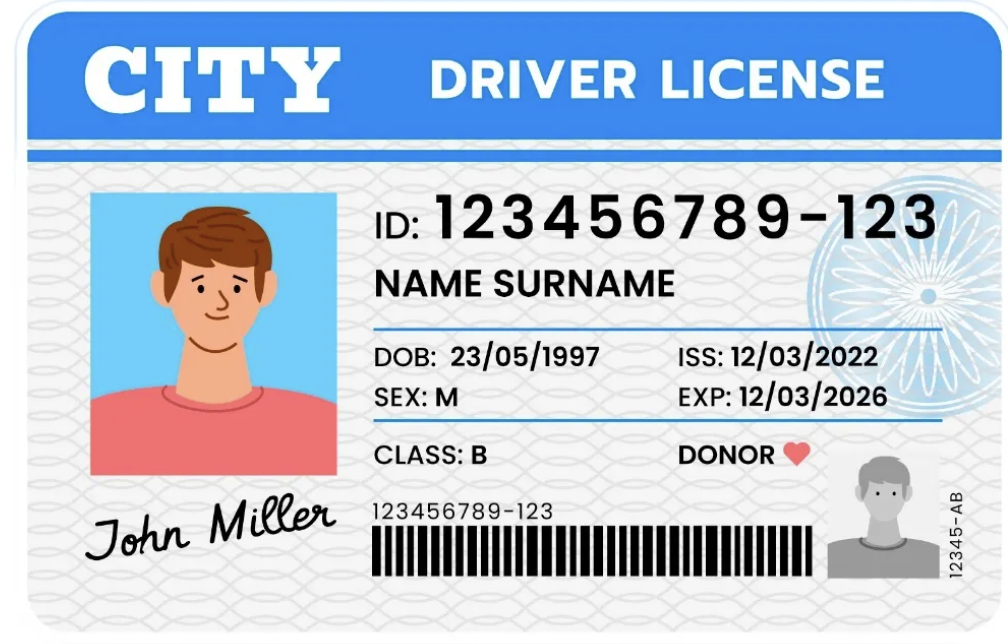 CITY DRIVER LICENSE
ID: 123456789-123
NAME SURNAME
DOB: 23/05/1997 ISS: 12/03/2022
SEX: M EXP: 12/03/2026
CLASS: B DONOR
John Miller
123456789-123
12345-AB